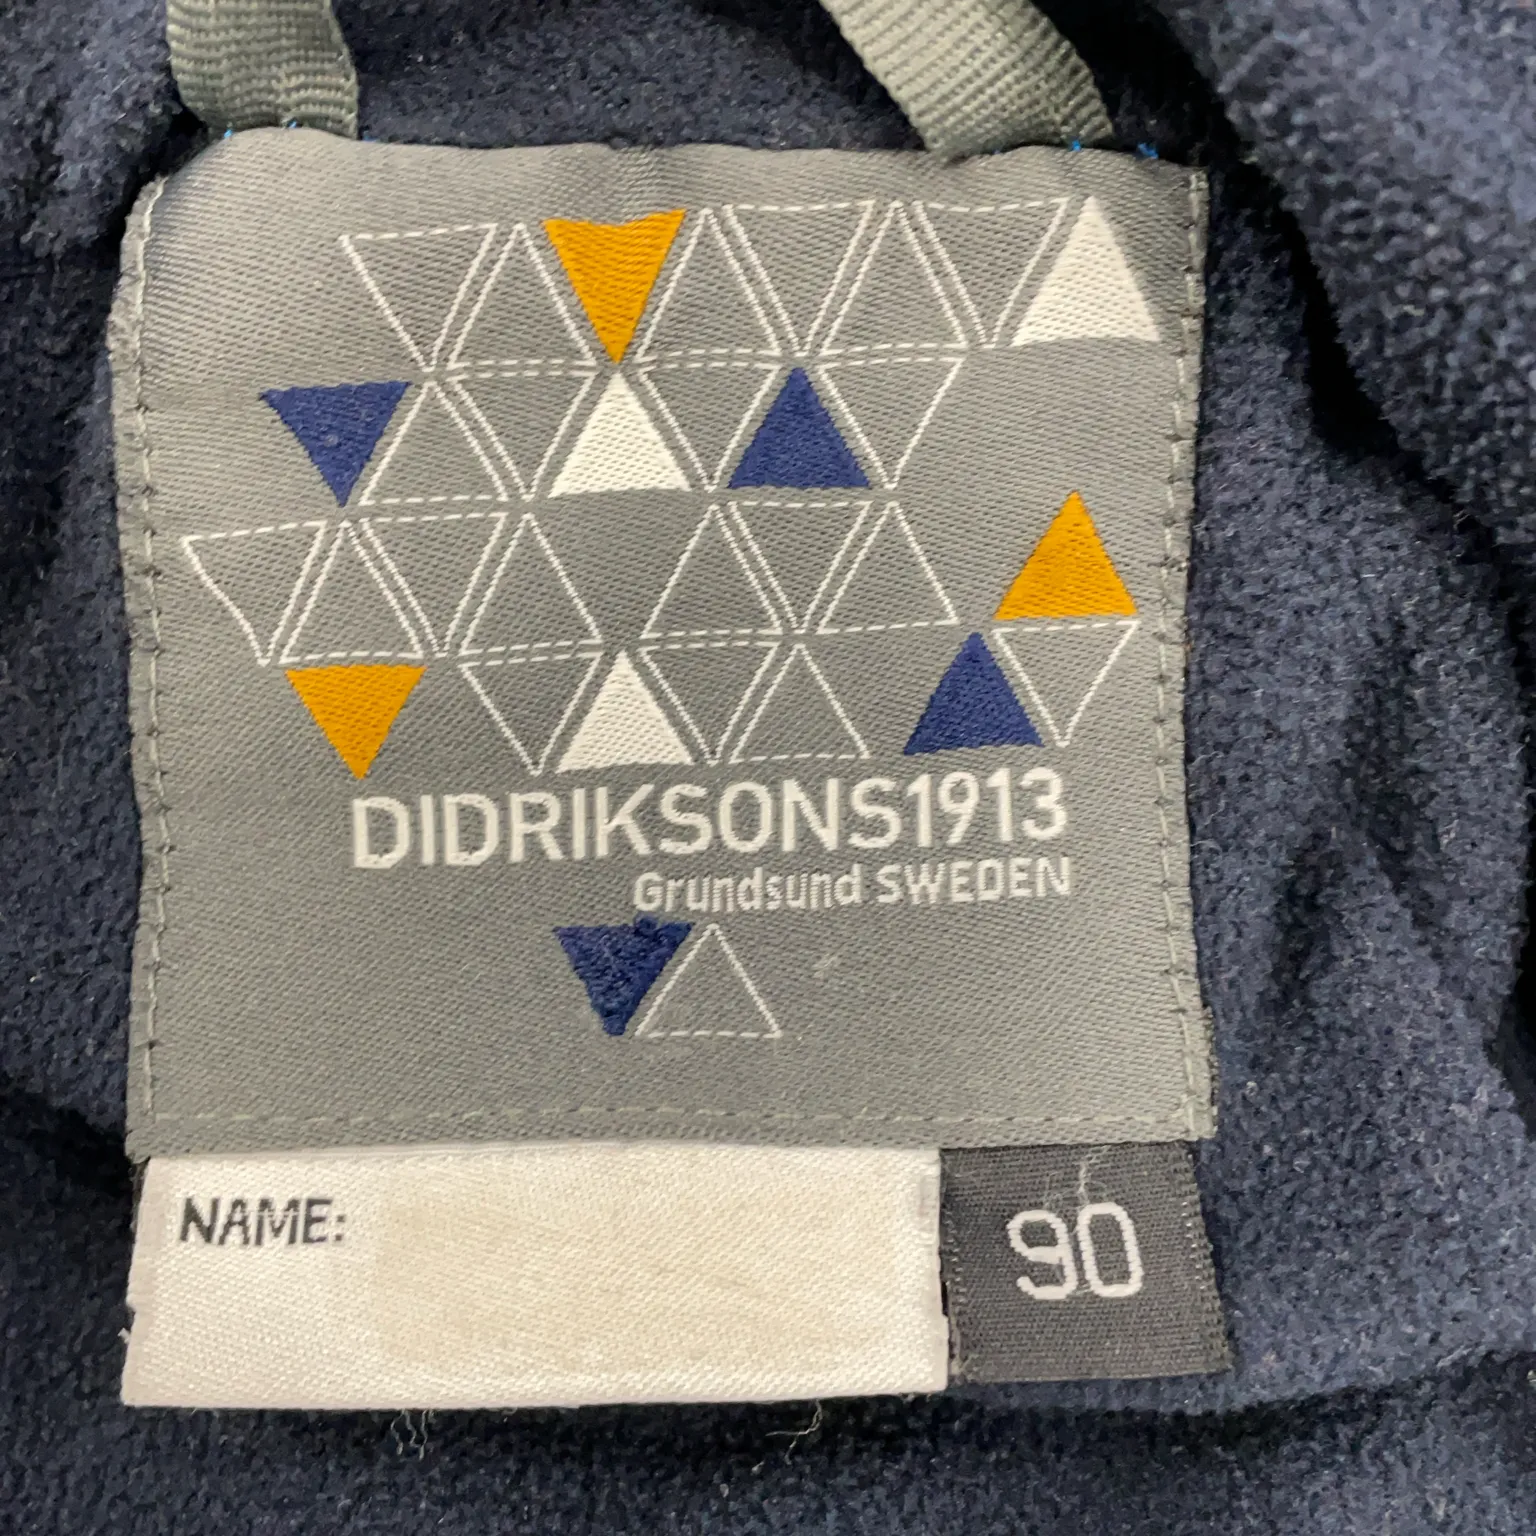 DIDRIKSONS1913
Grundsund SWEDEN
NAME:
90